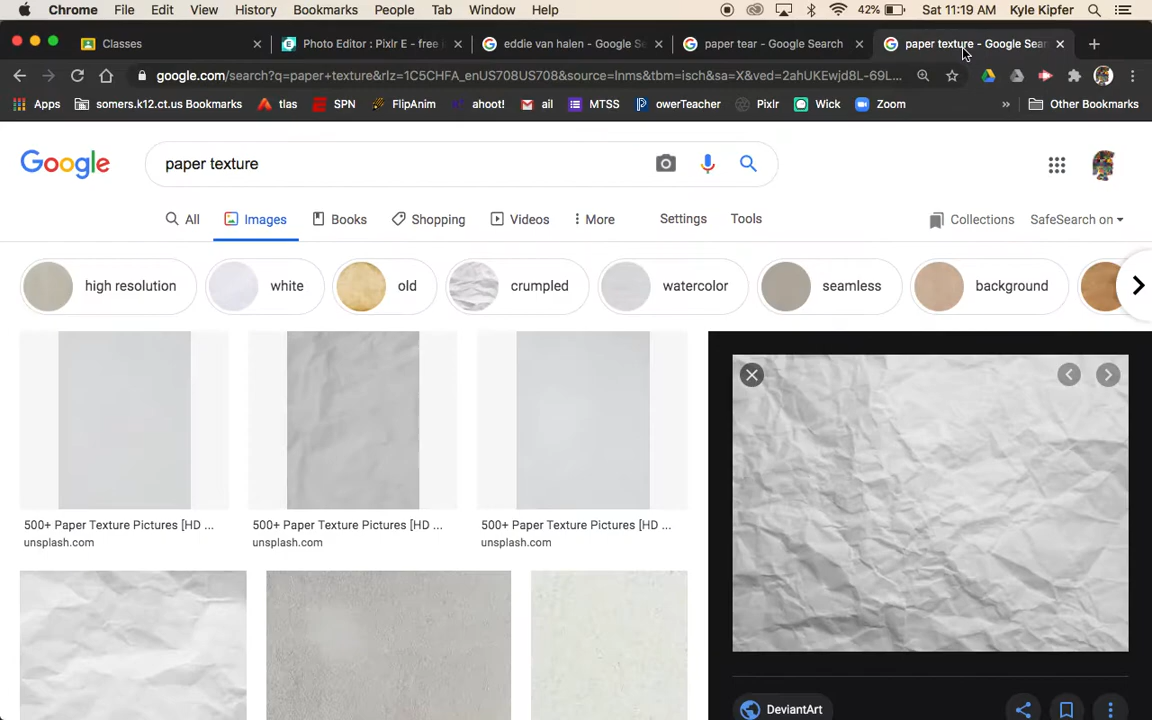 Chrome File Edit View History Bookmarks People Tab Window Help 42% Sat 11:19 AM Kyle Kipfer
Classes Photo Editor : Pixlr E - free i eddie van halen - Google S paper tear - Google Search paper texture - Google Sear
google.com/search?q=paper+texture&rlz=1C5CHFA_enUS708US708&source=lnms&tbm=isch&sa=X&ved=2ahUKEwjd8L-69L...
Apps somers.k12.ct.us Bookmarks tlas SPN FlipAnim ahoot! ail MTSS owerTeacher Pixlr Wick Zoom » Other Bookmarks
Google paper texture
All Images Books Shopping Videos More Settings Tools Collections SafeSearch on
high resolution white old crumpled watercolor seamless background
500+ Paper Texture Pictures [HD ... 500+ Paper Texture Pictures [HD ... 500+ Paper Texture Pictures [HD ...
unsplash.com unsplash.com unsplash.com
DeviantArt